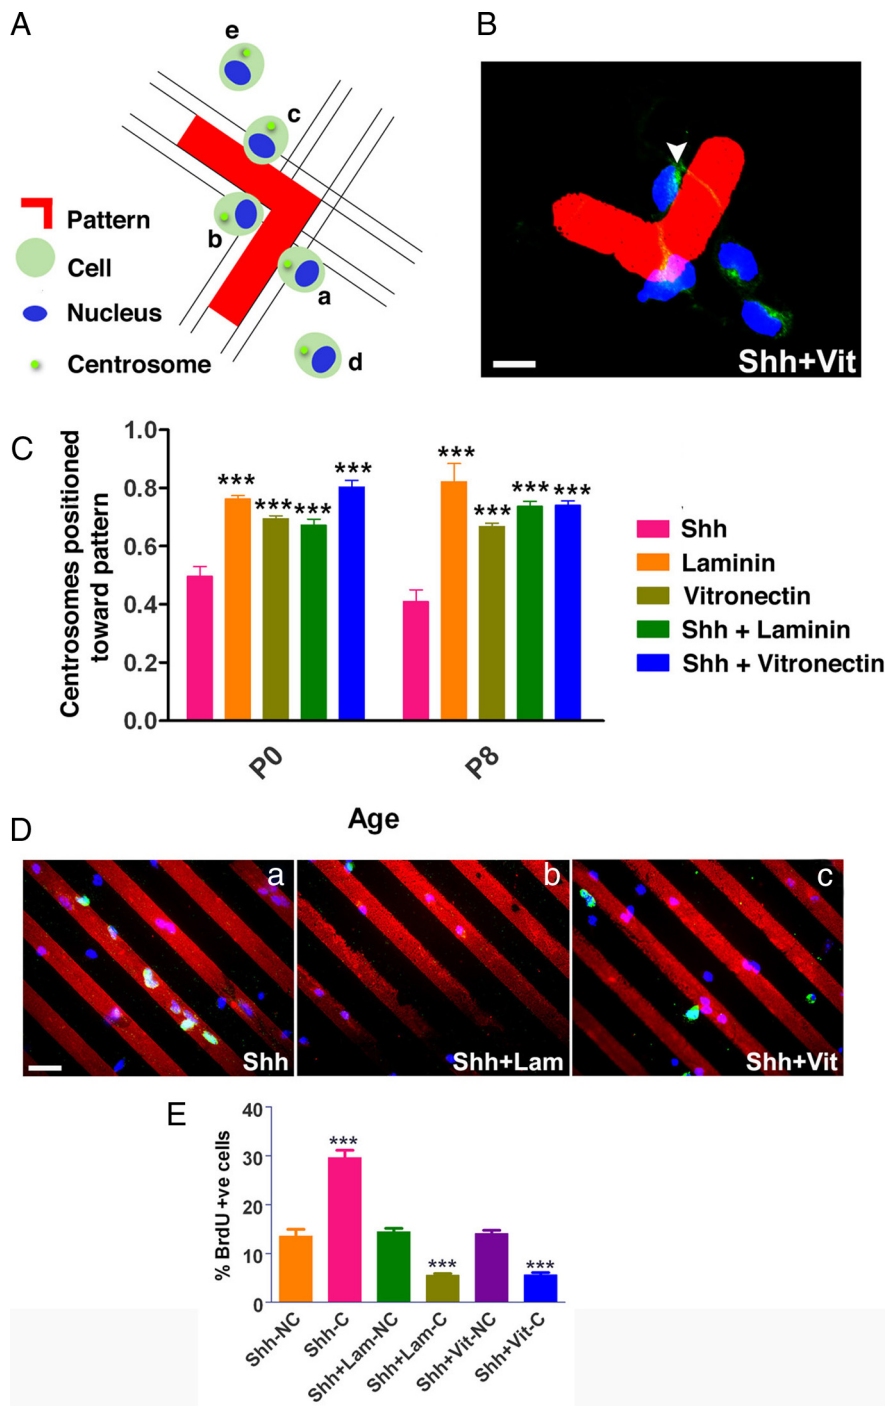 A
e
c
b
a
d
Pattern
Cell
Nucleus
Centrosome
B
Shh+Vit
C
Centrosomes positioned
toward pattern
1.0
0.8
0.6
0.4
0.2
0.0
*** *** *** ***
*** *** *** ***
P0
P8
Age
Shh
Laminin
Vitronectin
Shh + Laminin
Shh + Vitronectin
D
a
Shh
b
Shh+Lam
c
Shh+Vit
E
% BrdU +ve cells
40
30
20
10
0
***
***
***
Shh-NC
Shh-C
Shh+Lam-NC
Shh+Lam-C
Shh+Vit-NC
Shh+Vit-C